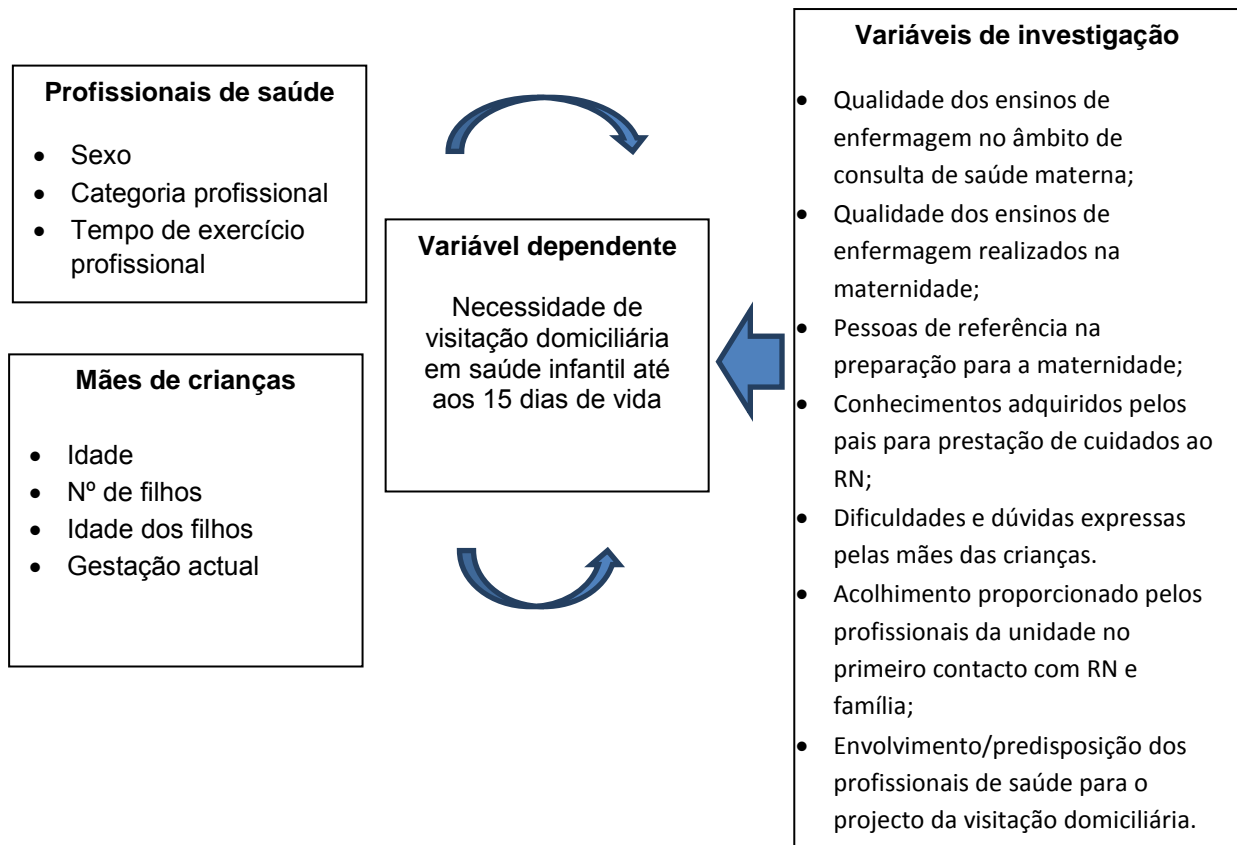 Profissionais de saúde
• Sexo
• Categoria profissional
• Tempo de exercício
profissional
Mães de crianças
• Idade
• Nº de filhos
• Idade dos filhos
• Gestação actual
Variável dependente
Necessidade de
visitação domiciliária
em saúde infantil até
aos 15 dias de vida
Variáveis de investigação
• Qualidade dos ensinos de
enfermagem no âmbito de
consulta de saúde materna;
• Qualidade dos ensinos de
enfermagem realizados na
maternidade;
• Pessoas de referência na
preparação para a maternidade;
• Conhecimentos adquiridos pelos
pais para prestação de cuidados ao
RN;
• Dificuldades e dúvidas expressas
pelas mães das crianças.
• Acolhimento proporcionado pelos
profissionais da unidade no
primeiro contacto com RN e
família;
• Envolvimento/predisposição dos
profissionais de saúde para o
projecto da visitação domiciliária.